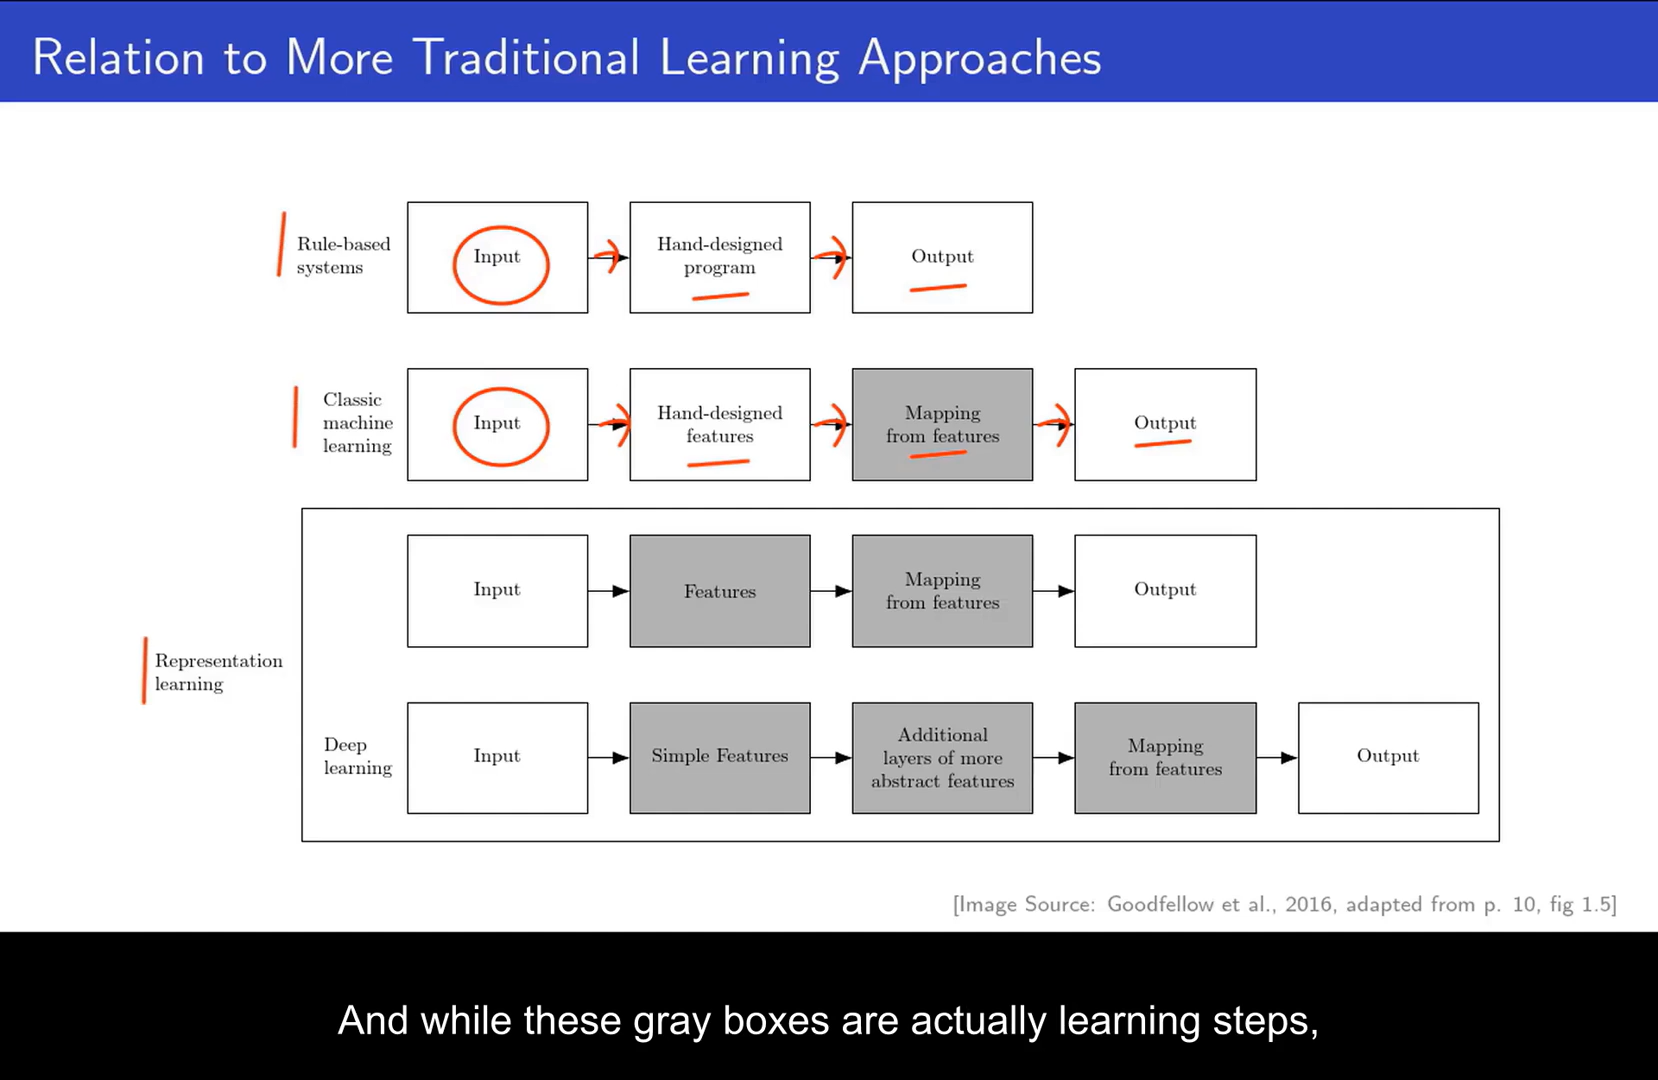 Relation to More Traditional Learning Approaches
Rule-based
systems
Input
Hand-designed
program
Output
Classic
machine
learning
Input
Hand-designed
features
Mapping
from features
Output
Representation
learning
Input
Features
Mapping
from features
Output
Deep
learning
Input
Simple Features
Additional
layers of more
abstract features
Mapping
from features
Output
[Image Source: Goodfellow et al., 2016, adapted from p. 10, fig 1.5]
And while these gray boxes are actually learning steps,